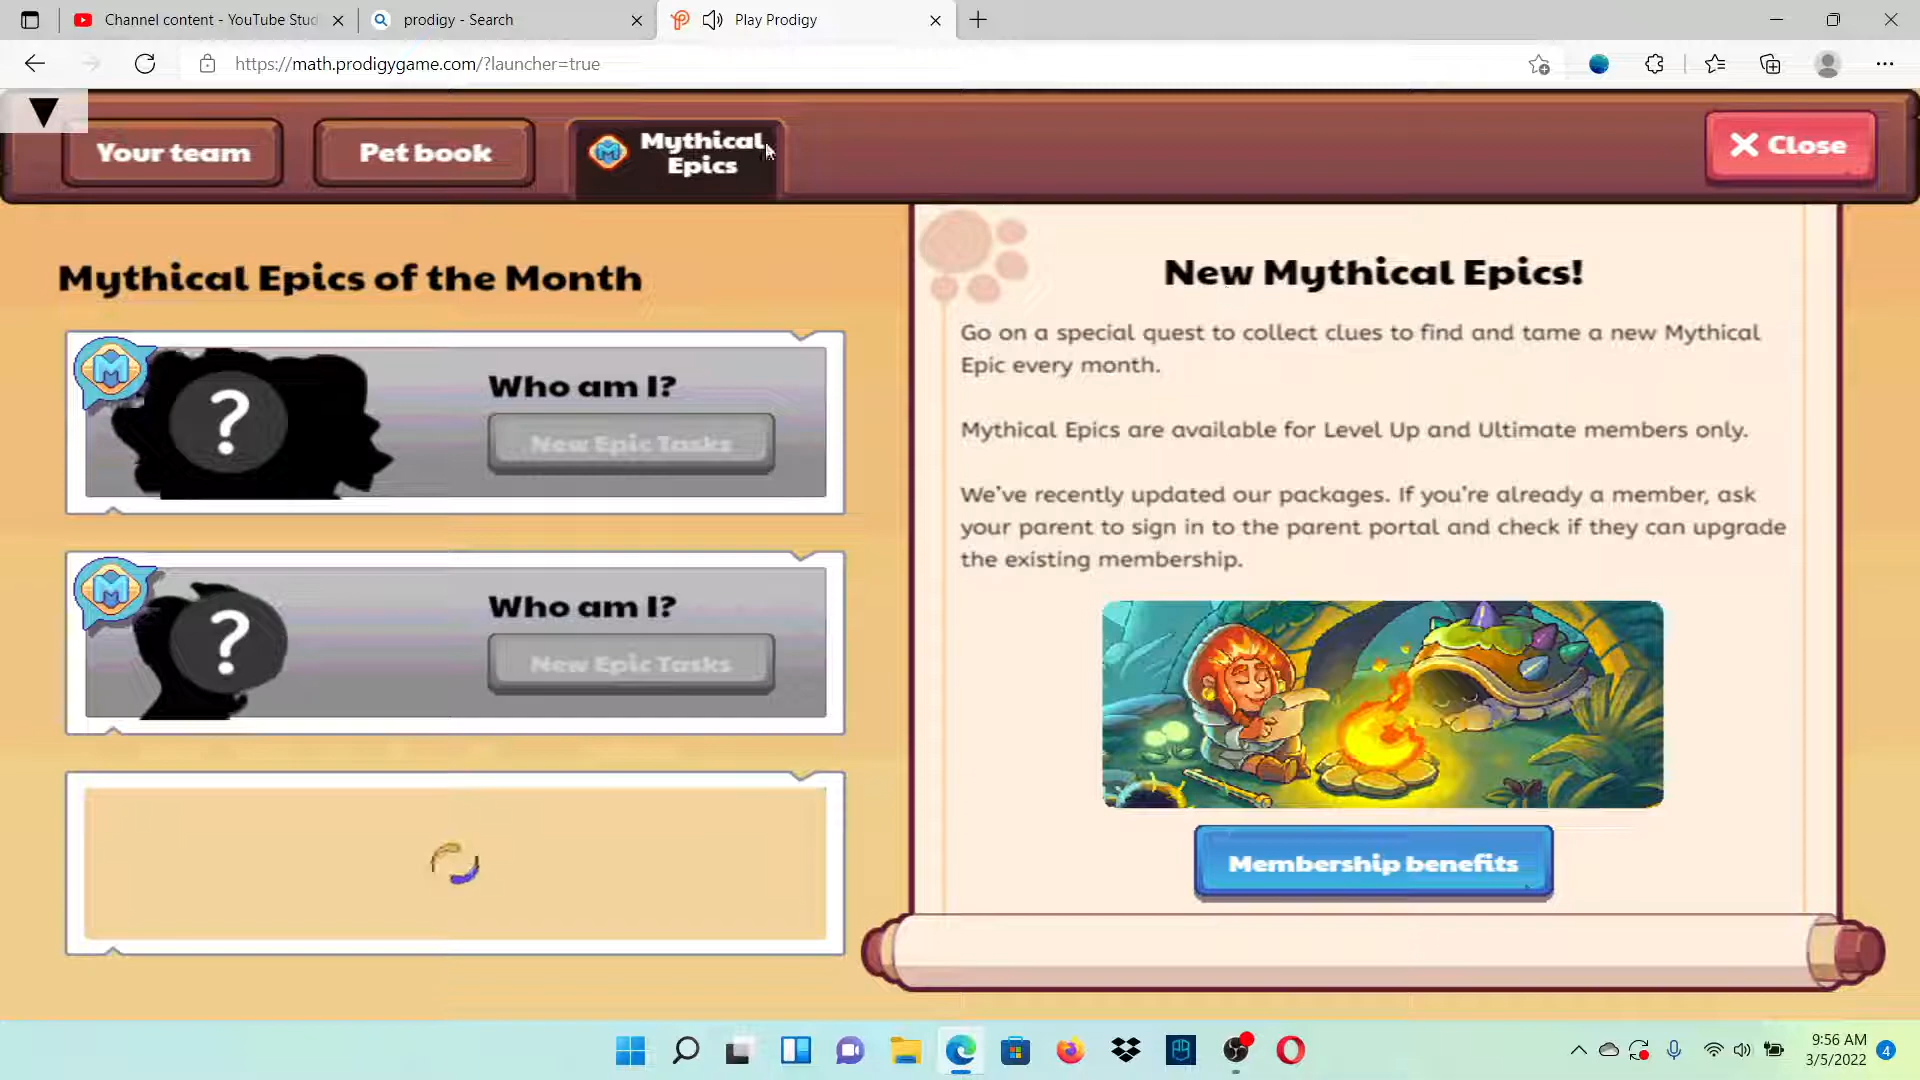 Channel content - YouTube Stud
prodigy - Search
Play Prodigy
https://math.prodigygame.com/?launcher=true
Your team
Pet book
Mythical
Epics
Close
Mythical Epics of the Month
Who am I?
New Epic Tasks
Who am I?
New Epic Tasks
New Mythical Epics!
Go on a special quest to collect clues to find and tame a new Mythical
Epic every month.
Mythical Epics are available for Level Up and Ultimate members only.
We've recently updated our packages. If you're already a member, ask
your parent to sign in to the parent portal and check if they can upgrade
the existing membership.
Membership benefits
9:56 AM
3/5/2022
4